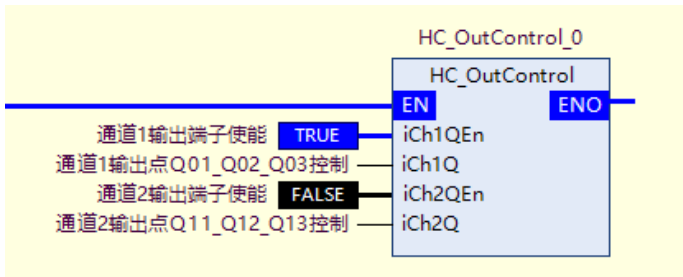 HC_OutControl_0
HC_OutControl
EN ENO
通道1输出端子使能 TRUE iCh1QEn
通道1输出点Q01_Q02_Q03控制 iCh1Q
通道2输出端子使能 FALSE iCh2QEn
通道2输出点Q11_Q12_Q13控制 iCh2Q